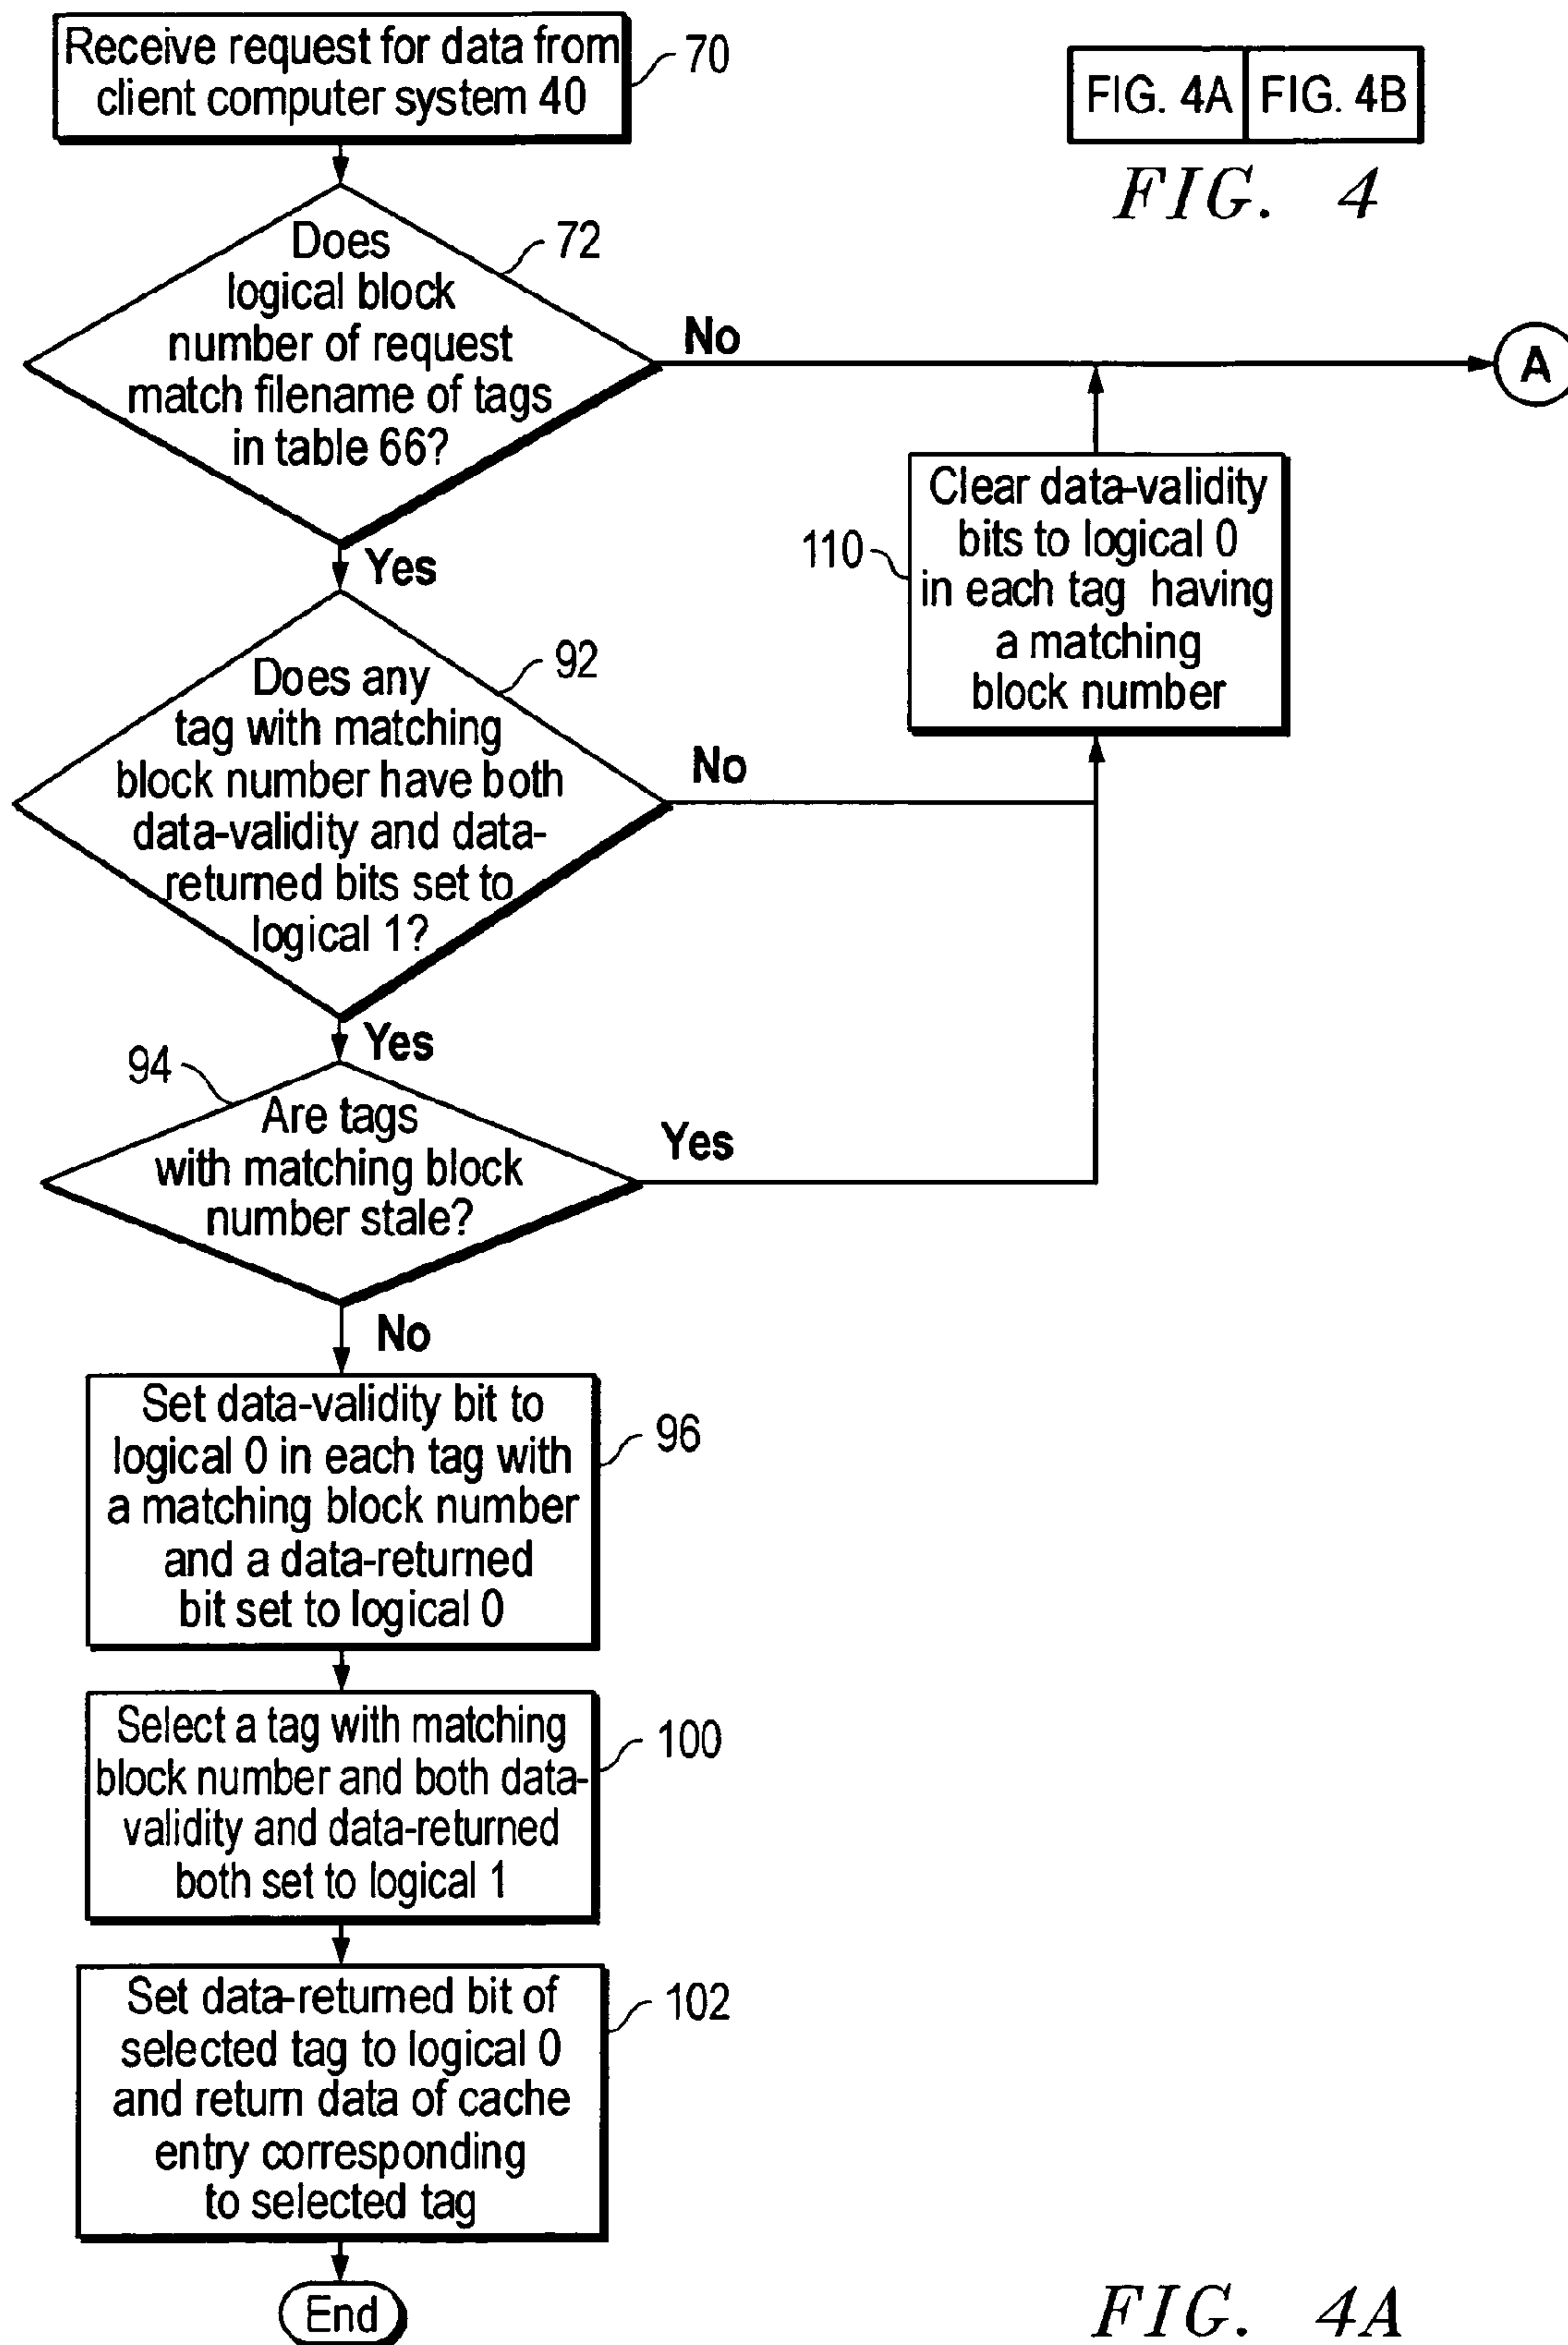 Receive request for data from
client computer system 40
70
FIG. 4A
FIG. 4B
FIG. 4
Does
logical block
number of request
match filename of tags
in table 66?
72
No
A
Yes
Clear data-validity
bits to logical 0
in each tag having
a matching
block number
110
Does any
tag with matching
block number have both
data-validity and data-
returned bits set to
logical 1?
92
No
Yes
94
Are tags
with matching block
number stale?
Yes
No
Set data-validity bit to
logical 0 in each tag with
a matching block number
and a data-returned
bit set to logical 0
96
Select a tag with matching
block number and both data-
validity and data-returned
both set to logical 1
100
Set data-returned bit of
selected tag to logical 0
and return data of cache
entry corresponding
to selected tag
102
End
FIG. 4A